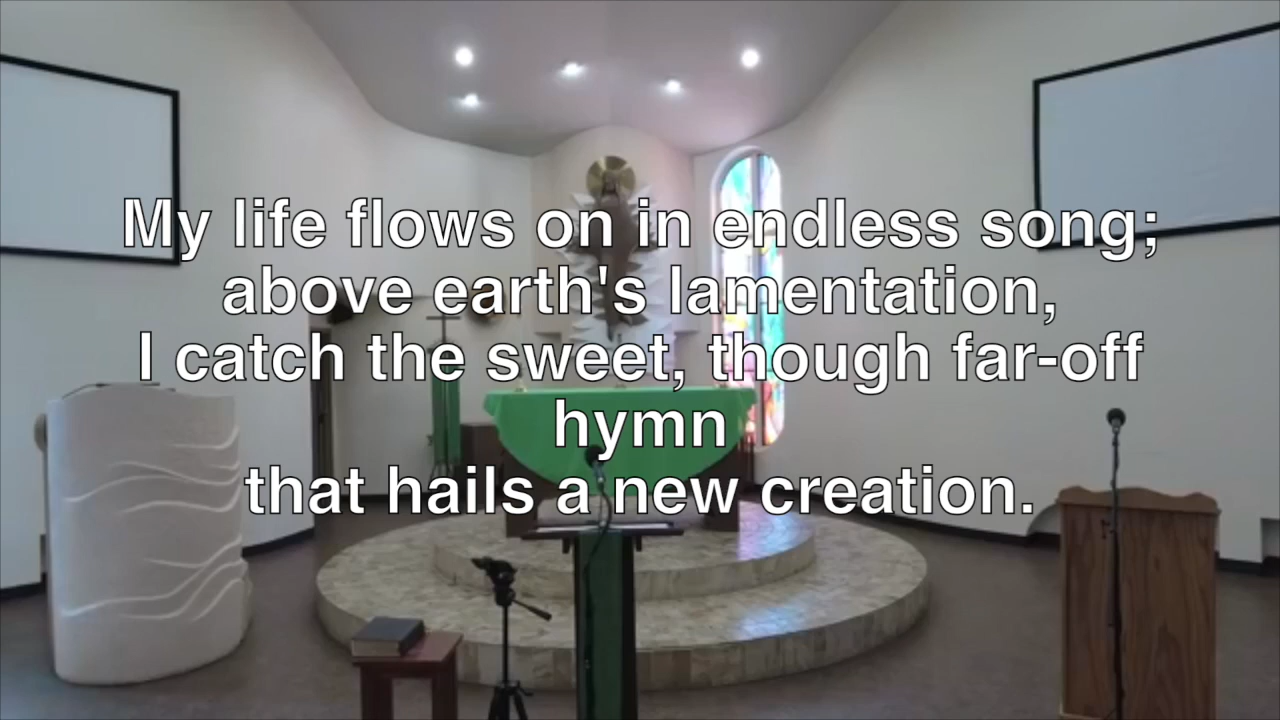 My life flows on in endless song;
above earth's lamentation,
I catch the sweet, though far-off
hymn
that hails a new creation.